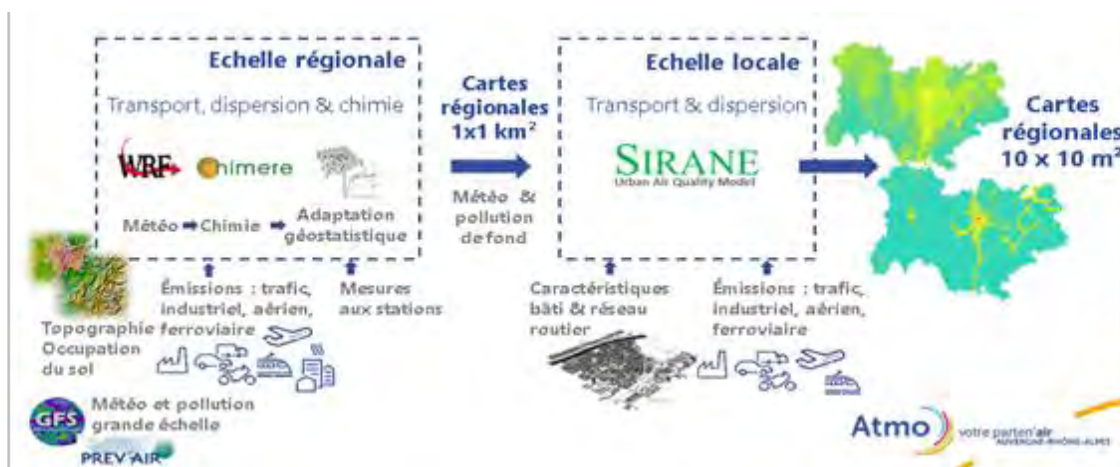 Echelle régionale
Transport, dispersion & chimie
WRF
Chimere
Météo
Chimie
Adaptation
géostatistique
Cartes
régionales
1x1 km²
Météo &
pollution
de fond
Echelle locale
Transport & dispersion
SIRANE
Urban Air Quality Model
Cartes
régionales
10 x 10 m²
Topographie
Occupation
du sol
Émissions : trafic,
industriel, aérien,
ferroviaire
Mesures
aux stations
Caractéristiques
bâti & réseau
routier
Émissions : trafic,
industriel, aérien,
ferroviaire
GFS
Météo et pollution
grande échelle
PREV'AIR
Atmo
votre parten'air
AUVERGNE-RHÔNE-ALPES